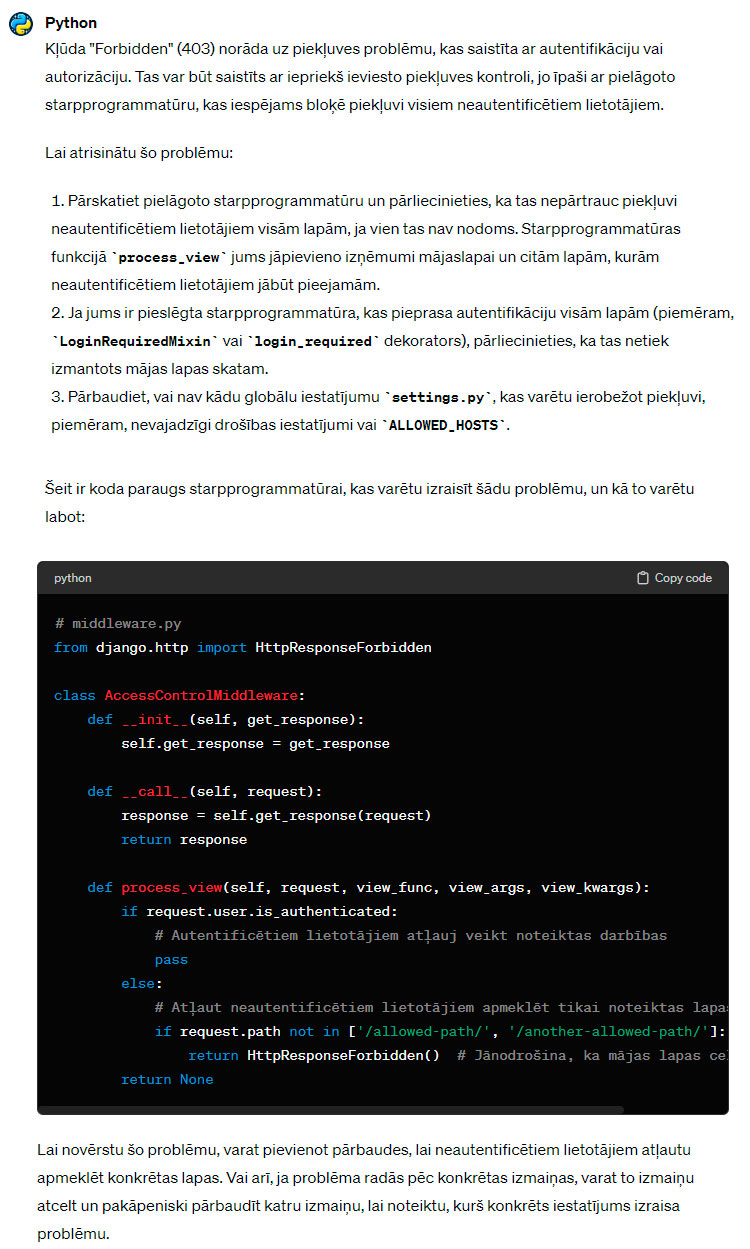 Python
Kļūda "Forbidden" (403) norāda uz piekļuves problēmu, kas saistīta ar autentifikāciju vai
autorizāciju. Tas var būt saistīts ar iepriekš ieviesto piekļuves kontroli, jo īpaši ar pielāgoto
starpprogrammatūru, kas iespējams bloķē piekļuvi visiem neautentificētiem lietotājiem.
Lai atrisinātu šo problēmu:
1. Pārskatiet pielāgoto starpprogrammatūru un pārliecinieties, ka tas nepārtrauc piekļuvi
neautentificētiem lietotājiem visām lapām, ja vien tas nav nodoms. Starpprogrammatūras
funkcijā `process_view` jums jāpievieno izņēmumi mājaslapai un citām lapām, kurām
neautentificētiem lietotājiem jābūt pieejamām.
2. Ja jums ir pieslēgta starpprogrammatūra, kas pieprasa autentifikāciju visām lapām (piemēram,
`LoginRequiredMixin` vai `login_required` dekorators), pārliecinieties, ka tas netiek
izmantots mājas lapas skatam.
3. Pārbaudiet, vai nav kādu globālu iestatījumu `settings.py`, kas varētu ierobežot piekļuvi,
piemēram, nevajadzīgi drošības iestatījumi vai `ALLOWED_HOSTS`.
Šeit ir koda paraugs starpprogrammatūrai, kas varētu izraisīt šādu problēmu, un kā to varētu
labot:
python Copy code
# middleware.py
from django.http import HttpResponseForbidden
class AccessControlMiddleware:
def __init__(self, get_response):
self.get_response = get_response
def __call__(self, request):
response = self.get_response(request)
return response
def process_view(self, request, view_func, view_args, view_kwargs):
if request.user.is_authenticated:
# Autentificētiem lietotājiem atļauj veikt noteiktas darbības
pass
else:
# Atļaut neautentificētiem lietotājiem apmeklēt tikai noteiktas lapas
if request.path not in ['/allowed-path/', '/another-allowed-path/']:
return HttpResponseForbidden() # Jānodrošina, ka mājas lapas ce
return None
Lai novērstu šo problēmu, varat pievienot pārbaudes, lai neautentificētiem lietotājiem atļautu
apmeklēt konkrētas lapas. Vai arī, ja problēma radās pēc konkrētas izmaiņas, varat to izmaiņu
atcelt un pakāpeniski pārbaudīt katru izmaiņu, lai noteiktu, kurš konkrēts iestatījums izraisa
problēmu.